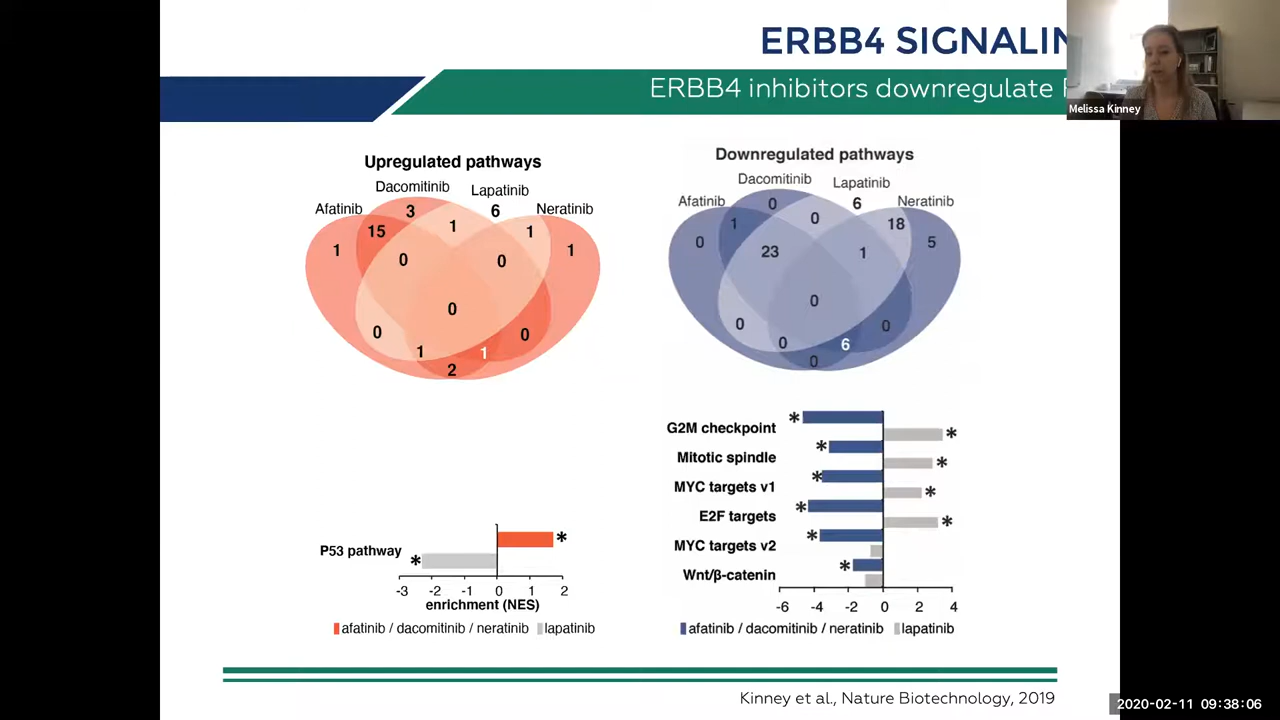 ERBB4 SIGNALIN
ERBB4 inhibitors downregulate
Melissa Kinney
Upregulated pathways
Dacomitinib
Lapatinib
Afatinib
Neratinib
3
6
15
1
1
1
1
0
0
0
0
0
1
1
2
Downregulated pathways
Dacomitinib
Lapatinib
Afatinib
Neratinib
0
6
1
0
18
0
5
23
1
0
0
0
0
6
0
P53 pathway
*
*
-3 -2 -1 0 1 2
enrichment (NES)
afatinib / dacomitinib / neratinib lapatinib
* G2M checkpoint *
* Mitotic spindle *
* MYC targets v1 *
* E2F targets *
* MYC targets v2
* Wnt/β-catenin
-6 -4 -2 0 2 4
afatinib / dacomitinib / neratinib lapatinib
Kinney et al., Nature Biotechnology, 2019
2020-02-11 09:38:06